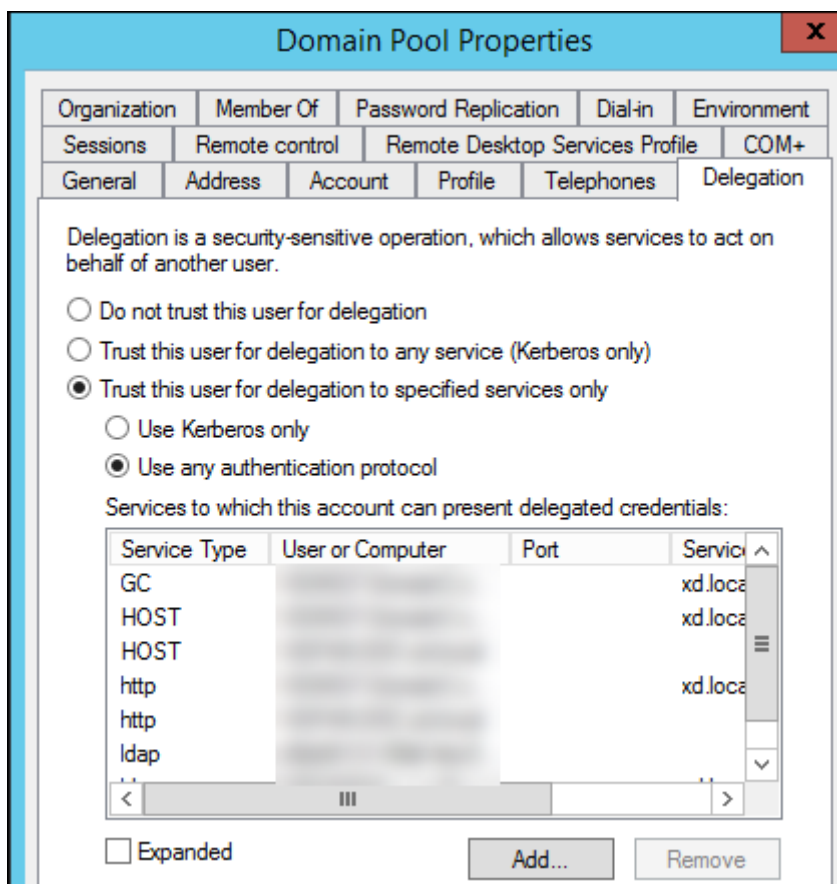 Domain Pool Properties
x
Organization Member Of Password Replication Dial-in Environment
Sessions Remote control Remote Desktop Services Profile COM+
General Address Account Profile Telephones Delegation
Delegation is a security-sensitive operation, which allows services to act on
behalf of another user.
Do not trust this user for delegation
Trust this user for delegation to any service (Kerberos only)
Trust this user for delegation to specified services only
Use Kerberos only
Use any authentication protocol
Services to which this account can present delegated credentials:
Service Type User or Computer Port Servic
GC xd.loca
HOST xd.loca
HOST
http xd.loca
http
ldap
Expanded Add... Remove